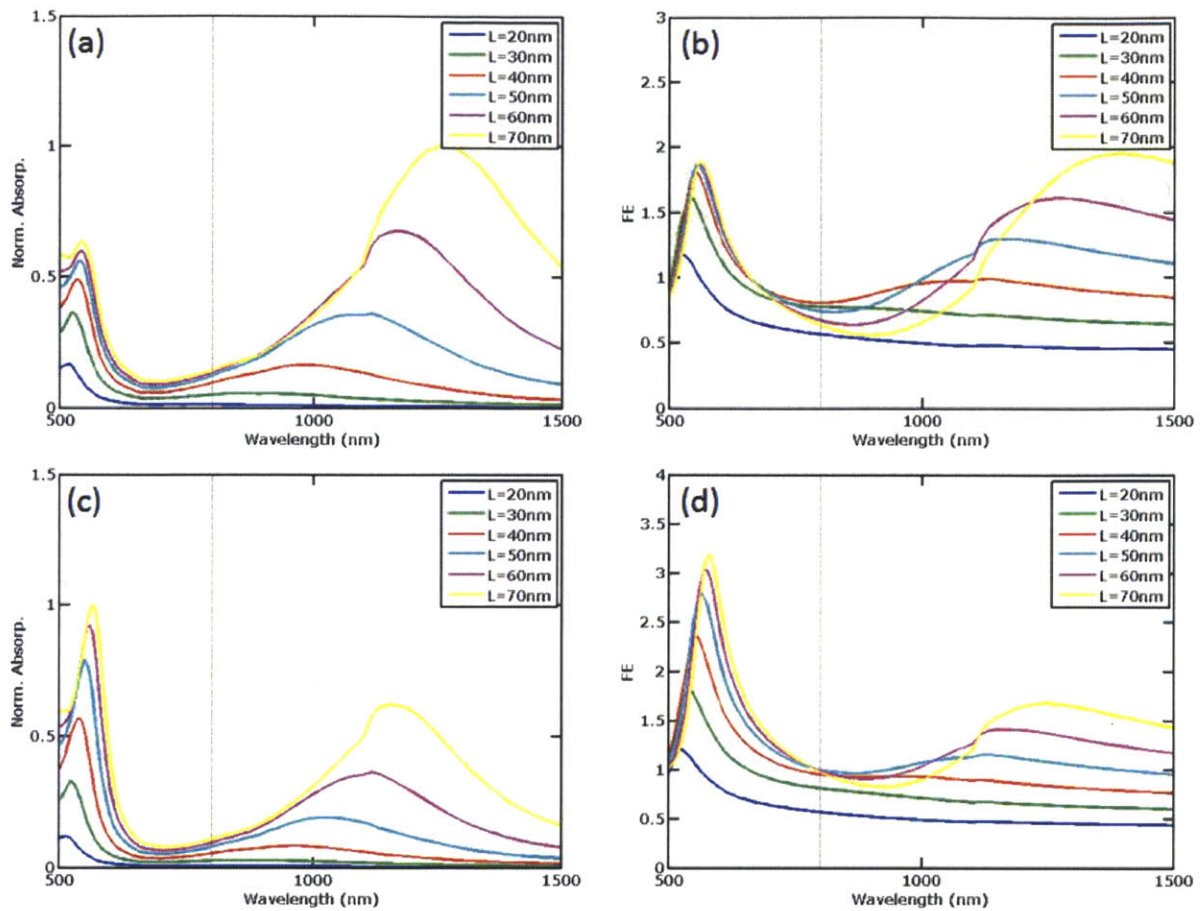 (a)
1.5
1
0.5
0
Norm. Absorp.
500
1000
1500
Wavelength (nm)
L=20nm
L=30nm
L=40nm
L=50nm
L=60nm
L=70nm
(b)
3
2.5
2
1.5
1
0.5
0
FE
500
1000
1500
Wavelength (nm)
L=20nm
L=30nm
L=40nm
L=50nm
L=60nm
L=70nm
(c)
1.5
1
0.5
0
Norm. Absorp.
500
1000
1500
Wavelength (nm)
L=20nm
L=30nm
L=40nm
L=50nm
L=60nm
L=70nm
(d)
4
3.5
3
2.5
2
1.5
1
0.5
0
FE
500
1000
1500
Wavelength (nm)
L=20nm
L=30nm
L=40nm
L=50nm
L=60nm
L=70nm